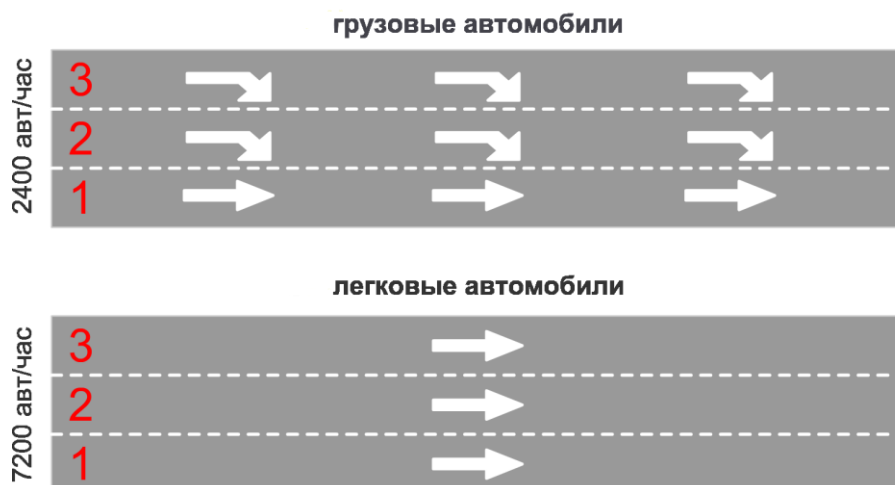 грузовые автомобили
2400 авт/час
3
2
1
легковые автомобили
7200 авт/час
3
2
1